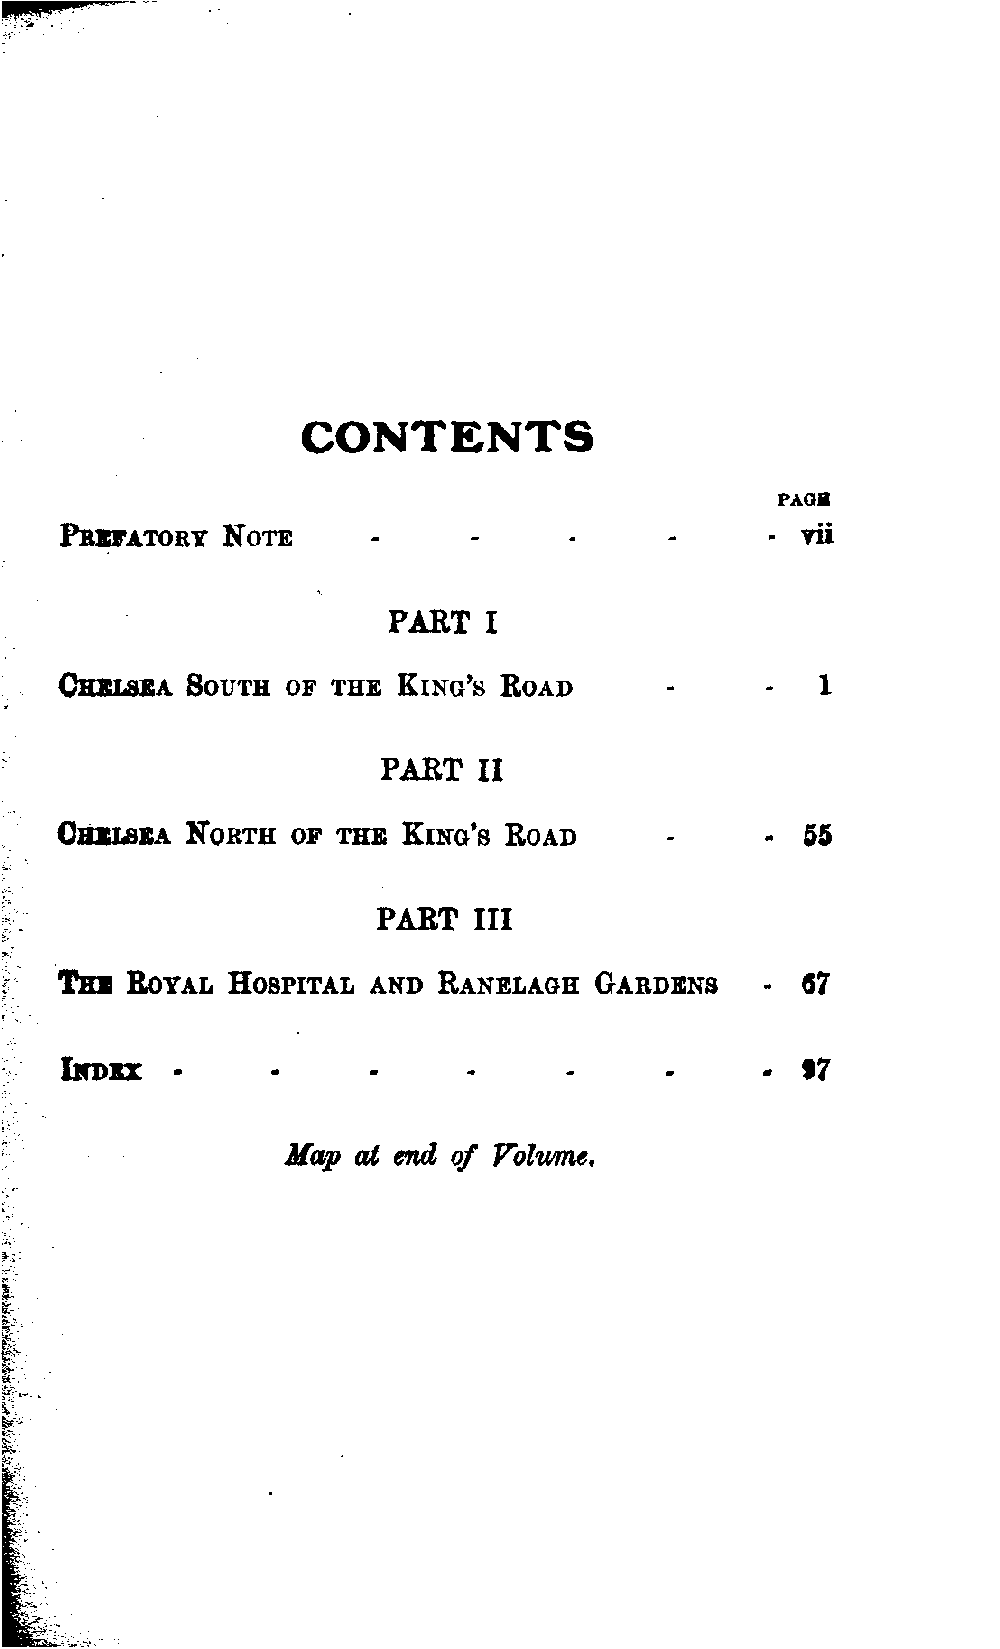 CONTENTS
PAGE
PREFATORY NOTE - - - - - vii
PART I
CHELSEA SOUTH OF THE KING'S ROAD - - 1
PART II
CHELSEA NORTH OF THE KING'S ROAD - - 55
PART III
THE ROYAL HOSPITAL AND RANELAGH GARDENS - 67
INDEX - - - - - - - 97
Map at end of Volume.